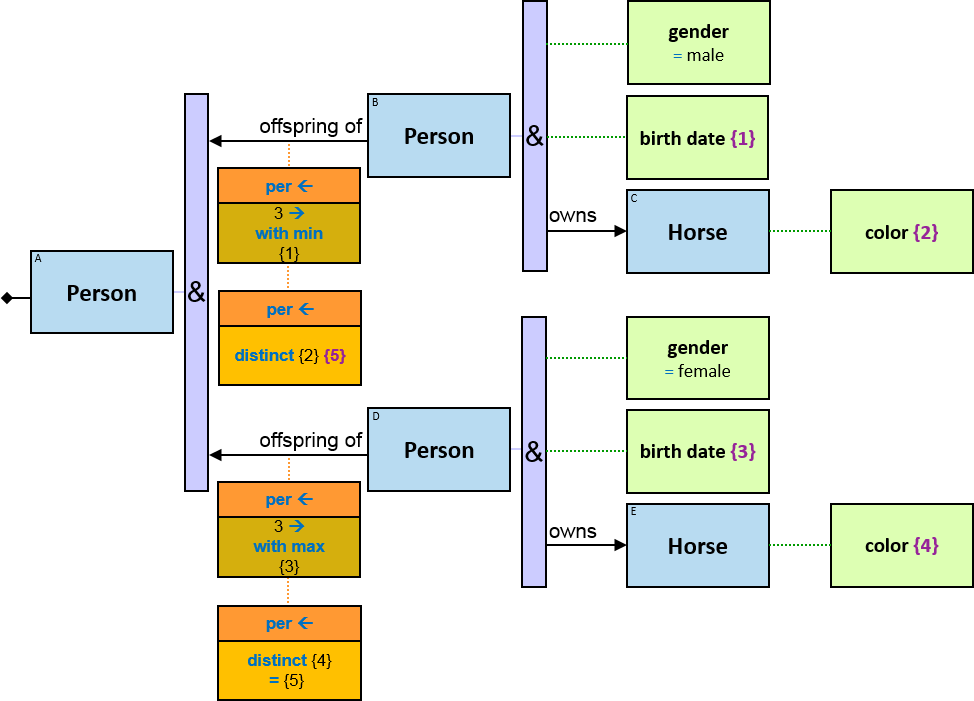 A
Person
&
offspring of
per ←
3 →
with min
{1}
per ←
distinct {2} {5}
B
Person
&
gender
= male
birth date {1}
owns
C
Horse
color {2}
offspring of
per ←
3 →
with max
{3}
per ←
distinct {4}
= {5}
D
Person
&
gender
= female
birth date {3}
owns
E
Horse
color {4}